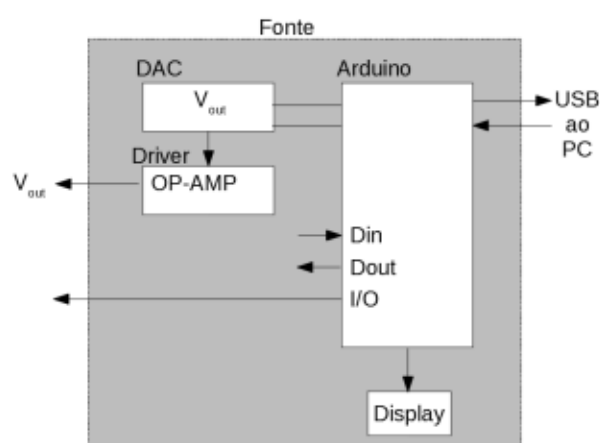 Fonte
DAC
Arduino
Vout
USB
ao
PC
Driver
OP-AMP
Vout
Din
Dout
I/O
Display